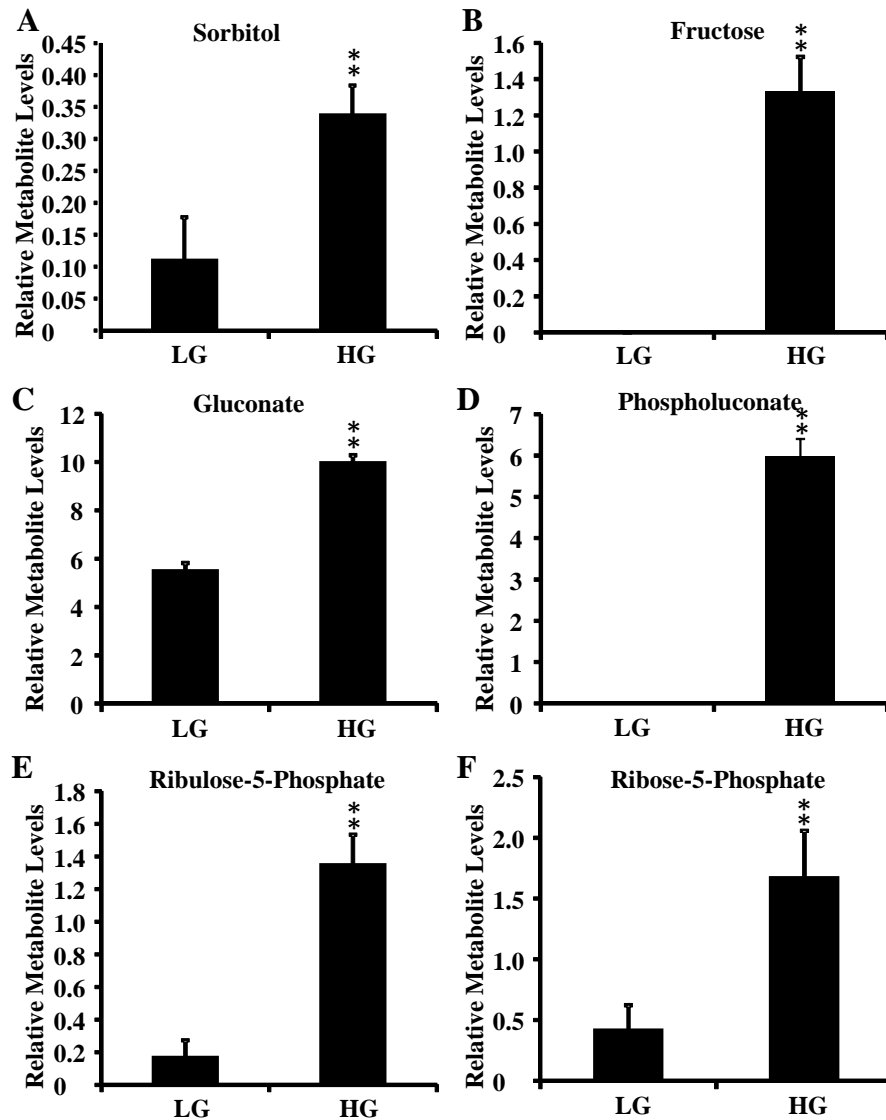 A
Sorbitol
Relative Metabolite Levels
0.45
0.40
0.35
0.30
0.25
0.20
0.15
0.10
0.05
0
**
LG HG
B
Fructose
Relative Metabolite Levels
1.6
1.4
1.2
1.0
0.8
0.6
0.4
0.2
0
**
LG HG
C
Gluconate
Relative Metabolite Levels
12
10
8
6
4
2
0
**
LG HG
D
Phospholuconate
Relative Metabolite Levels
7
6
5
4
3
2
1
0
**
LG HG
E
Ribulose-5-Phosphate
Relative Metabolite Levels
1.8
1.6
1.4
1.2
1.0
0.8
0.6
0.4
0.2
0
**
LG HG
F
Ribose-5-Phosphate
Relative Metabolite Levels
2.5
2.0
1.5
1.0
0.5
0
**
LG HG